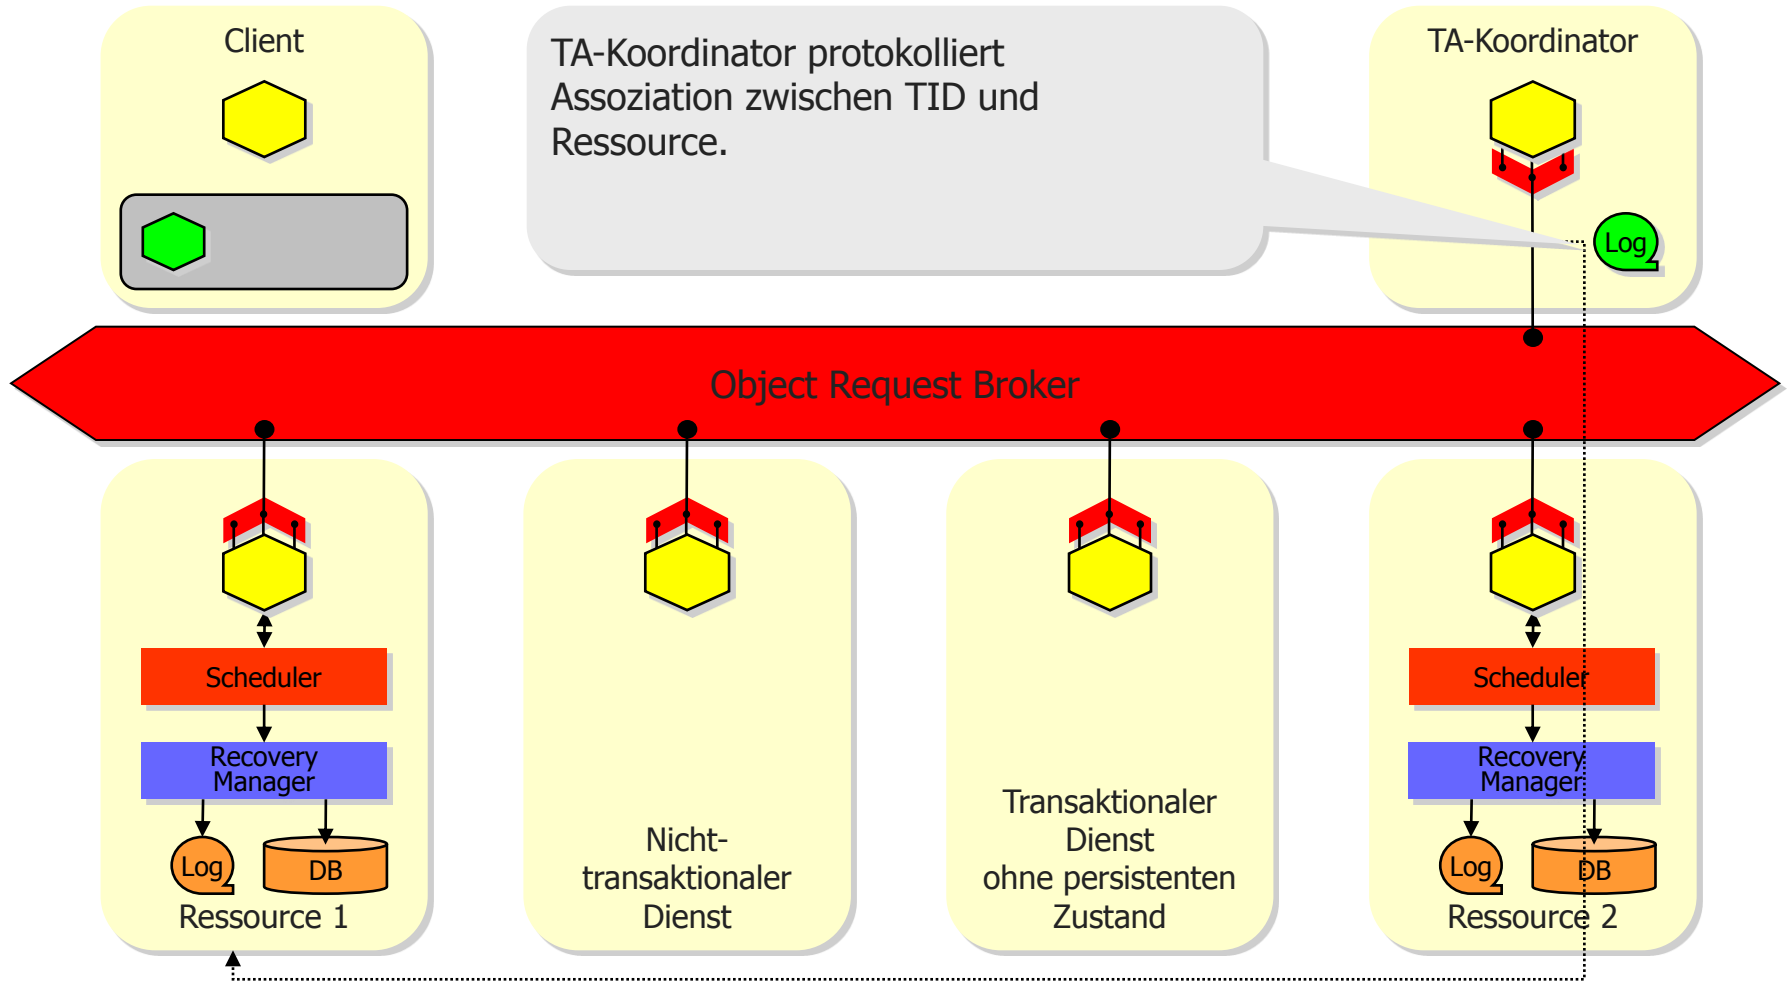 Client
TA-Koordinator protokolliert
Assoziation zwischen TID und
Ressource.
TA-Koordinator
Log
Object Request Broker
Scheduler
Recovery
Manager
Log
DB
Ressource 1
Nicht-
transaktionaler
Dienst
Transaktionaler
Dienst
ohne persistenten
Zustand
Scheduler
Recovery
Manager
Log
DB
Ressource 2